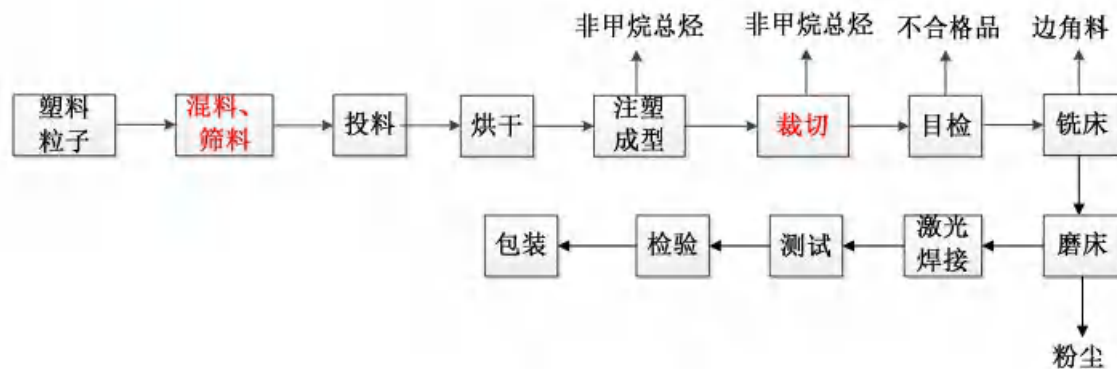 非甲烷总烃
非甲烷总烃
不合格品
边角料
塑料
粒子
混料、
筛料
投料
烘干
注塑
成型
裁切
目检
铣床
包装
检验
测试
激光
焊接
磨床
粉尘